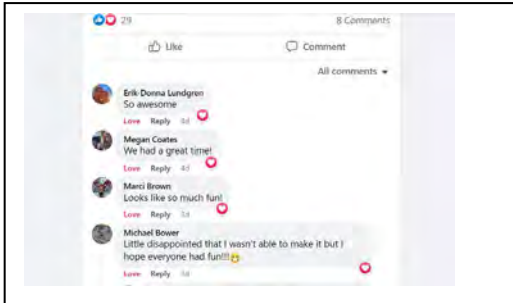 29 8 Comments
Like Comment
All comments
Erik-Donna Lundgren
So awesome
Love Reply 4d
Megan Coates
We had a great time!
Love Reply 4d
Marci Brown
Looks like so much fun!
Love Reply
Michael Bower
Little disappointed that I wasn't able to make it but I
hope everyone had fun!!!
Love Reply